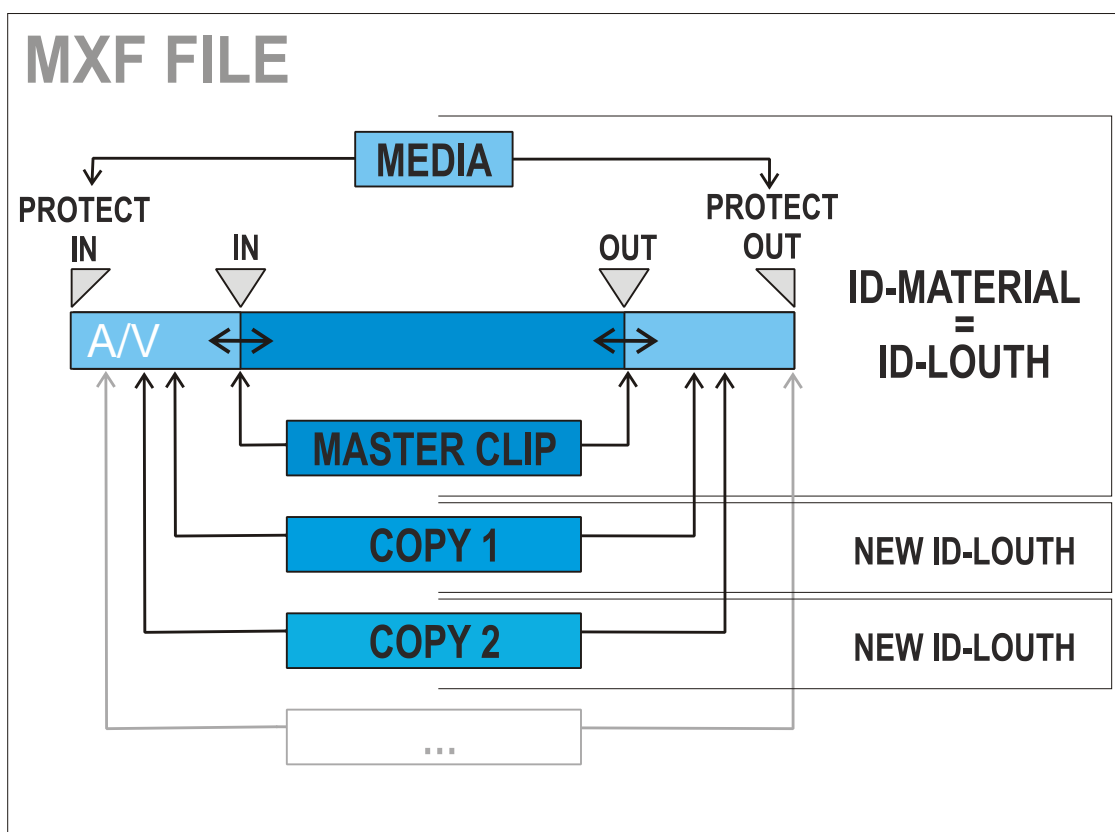 MXF FILE
MEDIA
PROTECT
IN
IN
OUT
PROTECT
OUT
ID-MATERIAL
=
ID-LOUTH
A/V
MASTER CLIP
COPY 1
NEW ID-LOUTH
COPY 2
NEW ID-LOUTH
...